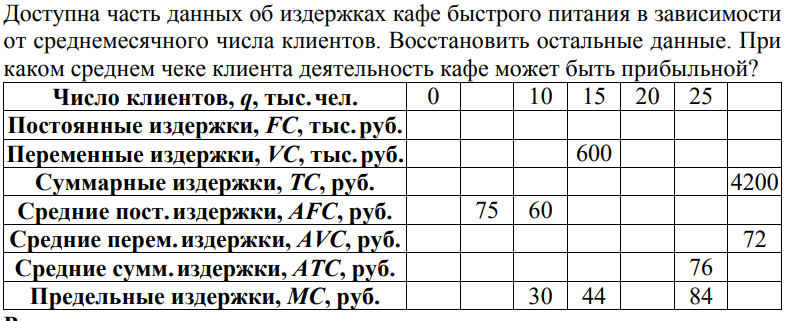 Доступна часть данных об издержках кафе быстрого питания в зависимости
от среднемесячного числа клиентов. Восстановить остальные данные. При
каком среднем чеке клиента деятельность кафе может быть прибыльной?
Число клиентов, q, тыс. чел. 0 10 15 20 25
Постоянные издержки, FC, тыс. руб.
Переменные издержки, VC, тыс. руб. 600
Суммарные издержки, TC, руб. 4200
Средние пост. издержки, AFC, руб. 75 60
Средние перем. издержки, AVC, руб. 72
Средние сумм. издержки, ATC, руб. 76
Предельные издержки, MC, руб. 30 44 84